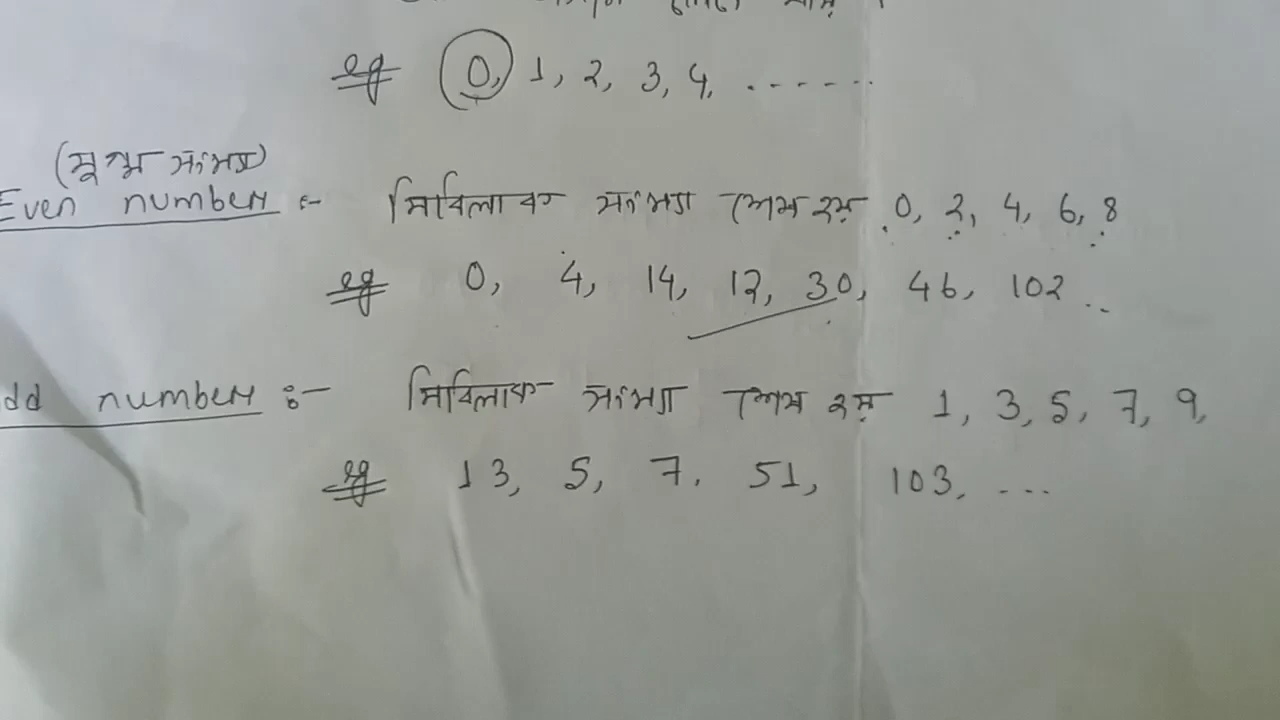 eg 0, 1, 2, 3, 4, ......
(যুগ্ম সংখ্যা)
Even number :- যিবিলাক সংখ্যা শেষ হয় 0, 2, 4, 6, 8
eg 0, 4, 14, 12, 30, 46, 102 ..
dd number :- যিবিলাক সংখ্যা শেষ হয় 1, 3, 5, 7, 9,
eg 13, 5, 7, 51, 103, ...